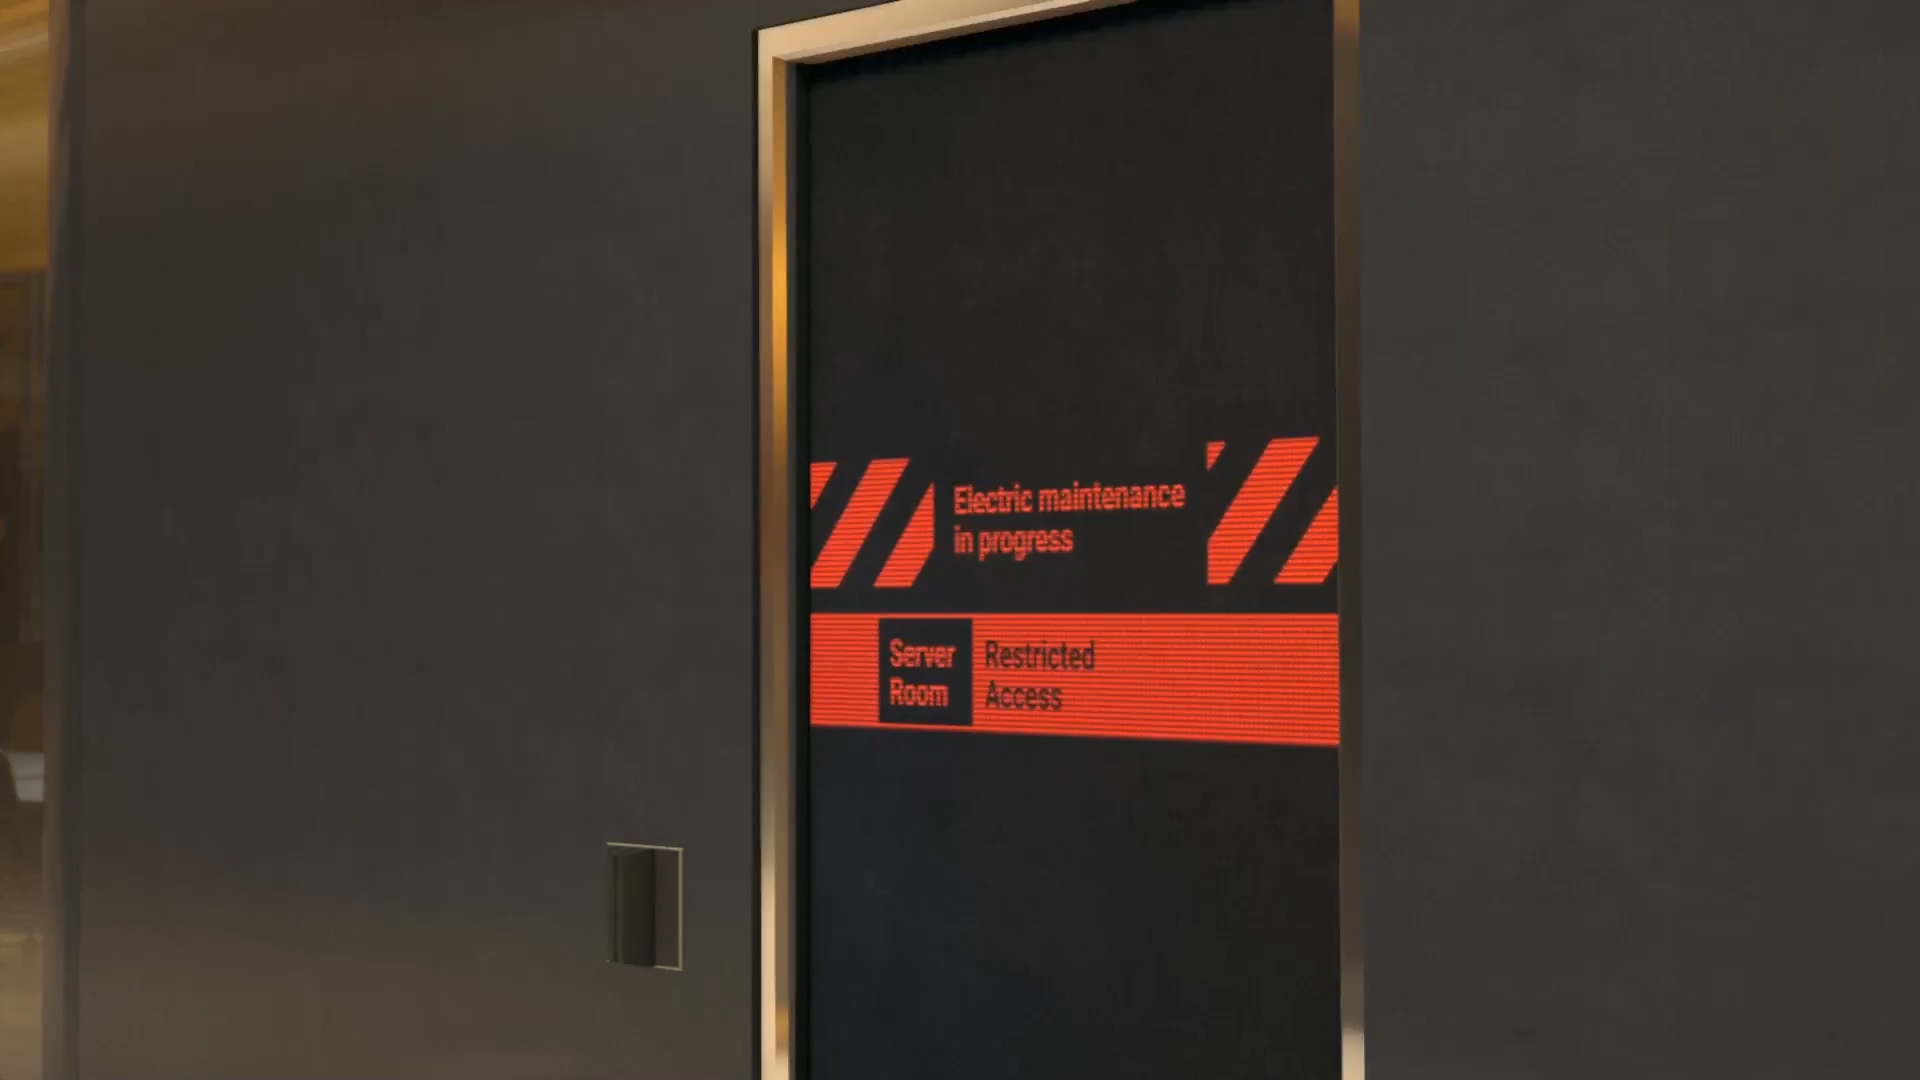 Electric maintenance
in progress
Server
Room
Restricted
Access